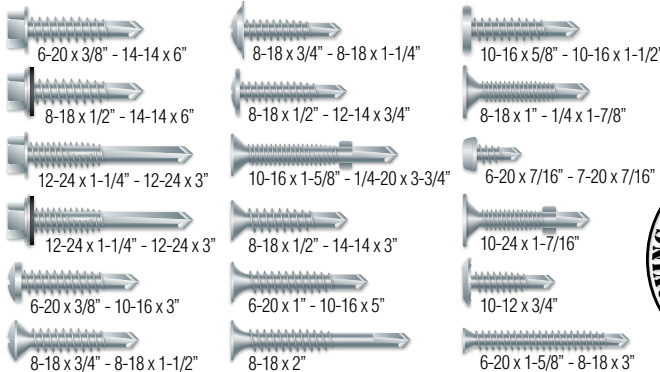 6-20 x 3/8” - 14-14 x 6”
8-18 x 3/4” - 8-18 x 1-1/4”
10-16 x 5/8” - 10-16 x 1-1/2”
8-18 x 1/2” - 14-14 x 6”
8-18 x 1/2” - 12-14 x 3/4”
8-18 x 1” - 1/4 x 1-7/8”
12-24 x 1-1/4” - 12-24 x 3”
10-16 x 1-5/8” - 1/4-20 x 3-3/4”
6-20 x 7/16” - 7-20 x 7/16”
12-24 x 1-1/4” - 12-24 x 3”
8-18 x 1/2” - 14-14 x 3”
10-24 x 1-7/16”
6-20 x 3/8” - 10-16 x 3”
6-20 x 1” - 10-16 x 5”
10-12 x 3/4”
8-18 x 3/4” - 8-18 x 1-1/2”
8-18 x 2”
6-20 x 1-5/8” - 8-18 x 3”